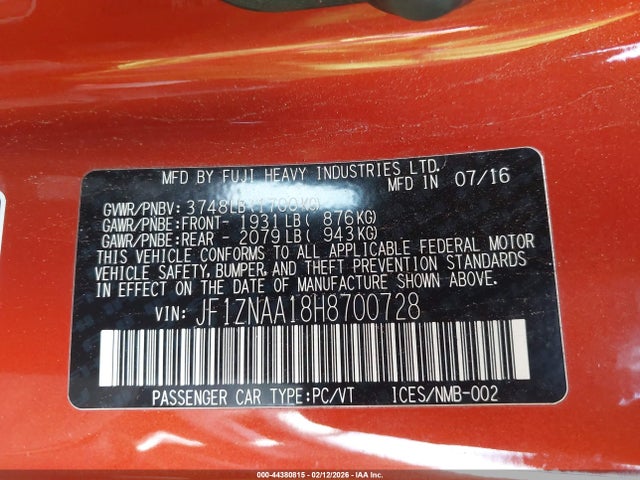 MFD BY FUJI HEAVY INDUSTRIES LTD.
MFD IN 07/16
GVWR/PNBV: 3748LB(1700KG)
GAWR/PNBE:FRONT- 1931LB( 876KG)
GAWR/PNBE:REAR 2079LB( 943KG)
THIS VEHICLE CONFORMS TO ALL APPLICABLE FEDERAL MOTOR
VEHICLE SAFETY, BUMPER, AND THEFT PREVENTION
STANDARDS IN EFFECT ON THE DATE OF
MANUFACTURE SHOWN ABOVE.
VIN: JF1ZNAA18H8700728
PASSENGER CAR TYPE:PC/VT ICES/NMB-002
000-44380815 - 02/12/2026 - IAAI Inc.